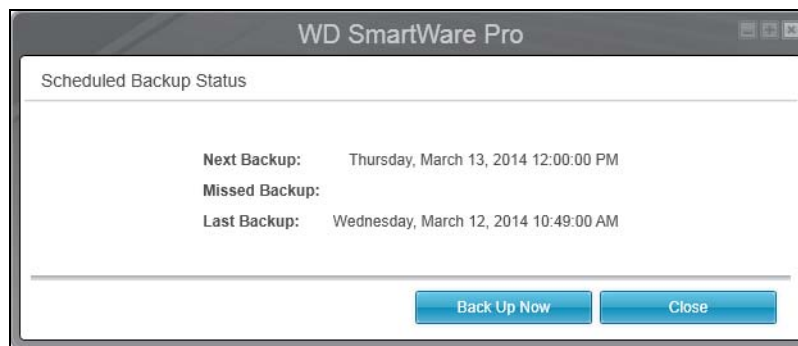 WD SmartWare Pro
Scheduled Backup Status
Next Backup: Thursday, March 13, 2014 12:00:00 PM
Missed Backup:
Last Backup: Wednesday, March 12, 2014 10:49:00 AM
Back Up Now Close